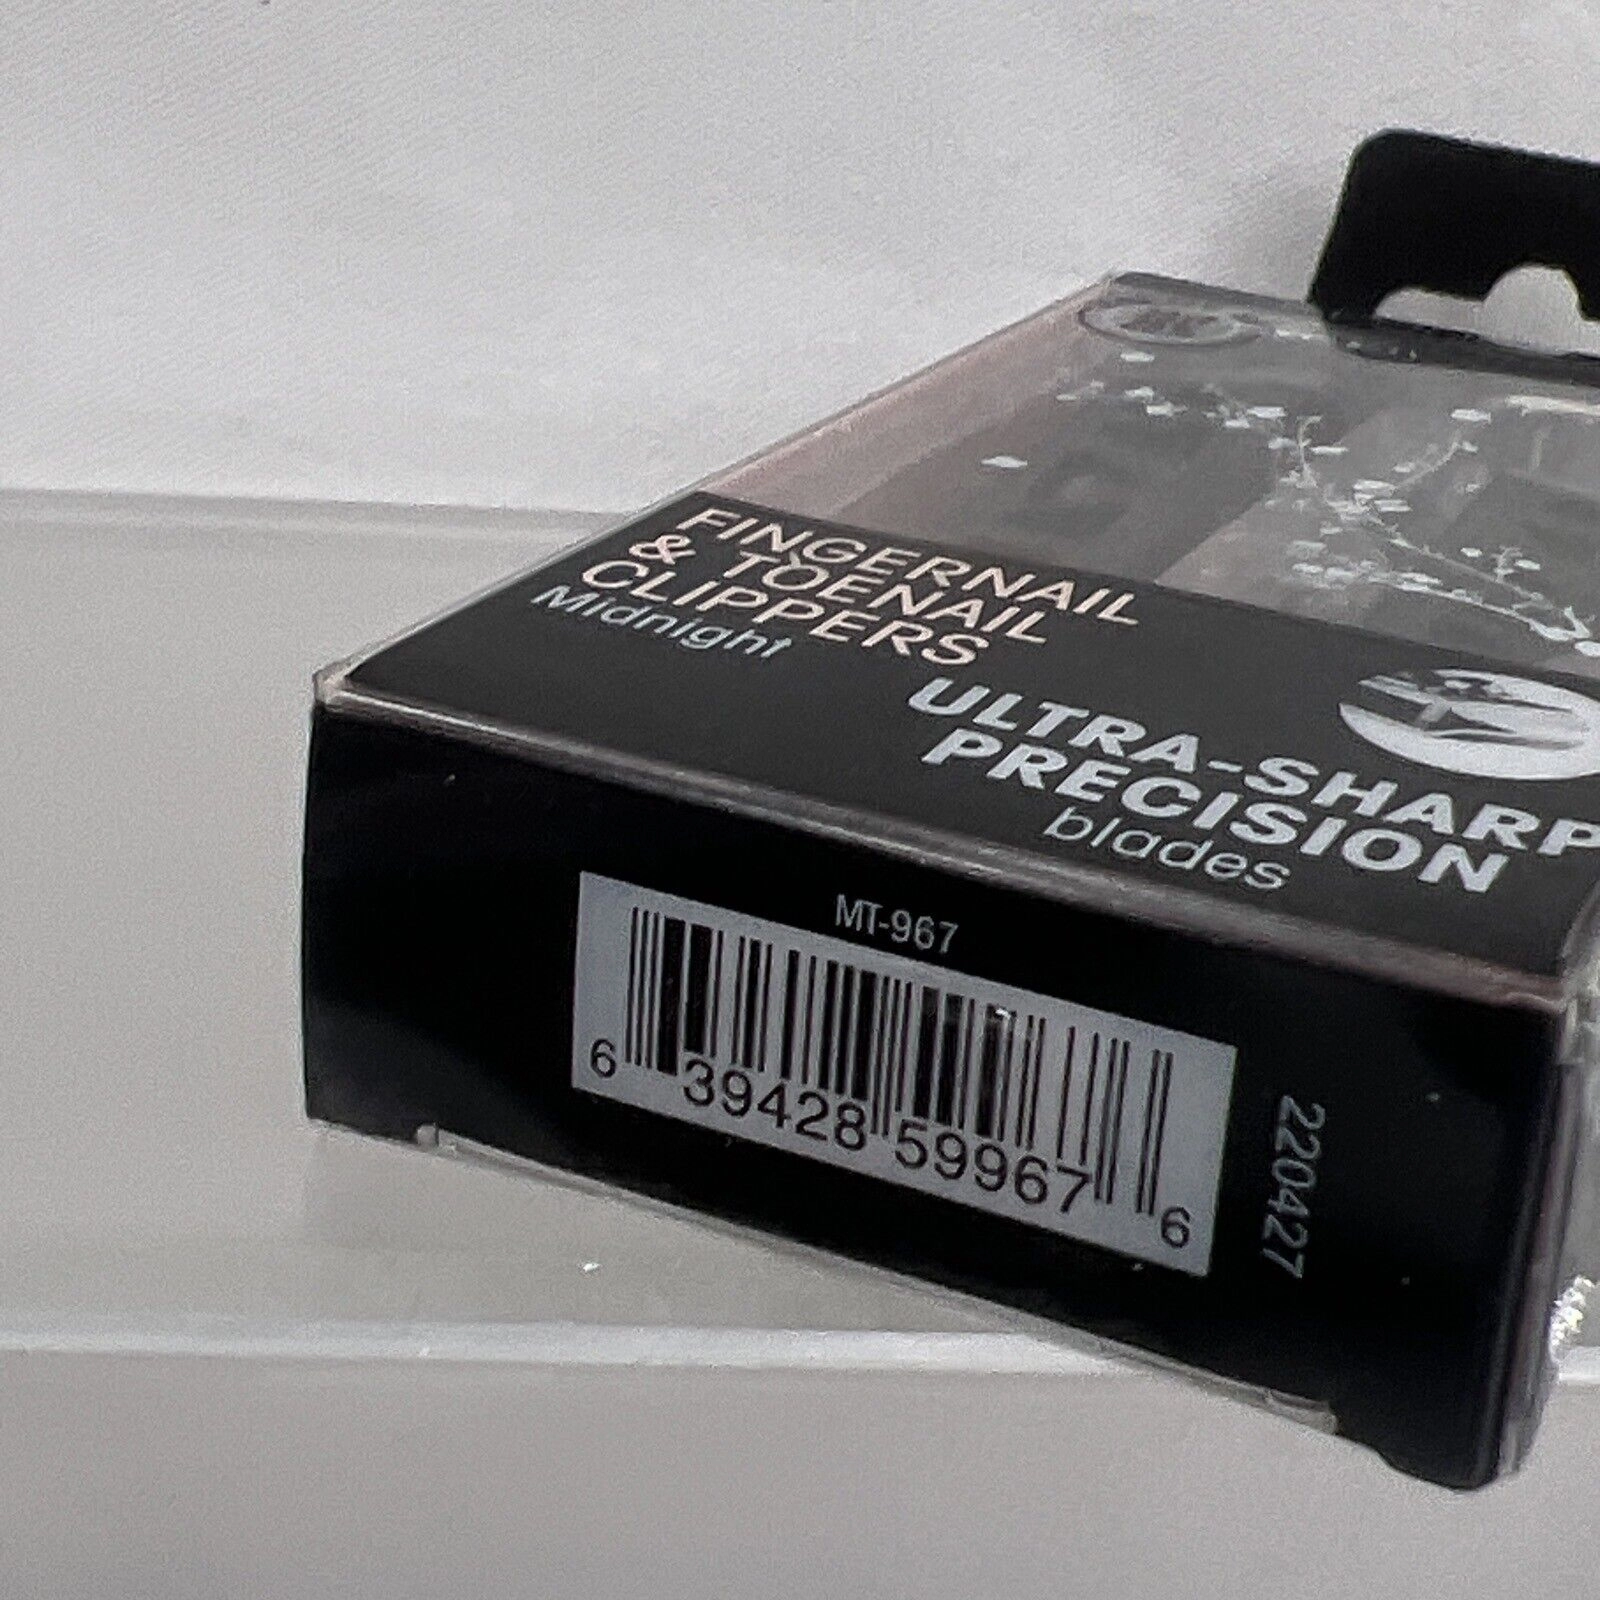 FINGERNAIL
& TOENAIL
CLIPPERS
Midnight
ULTRA-SHARP
PRECISION
blades
MT-967
6 39428 59967 6
220427